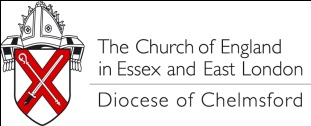 The Church of England
in Essex and East London
Diocese of Chelmsford